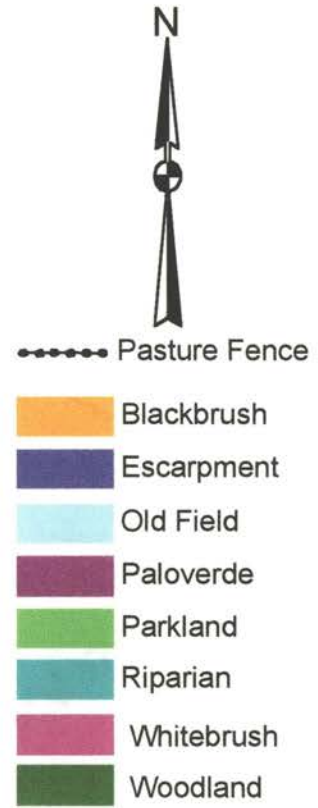 N
Pasture Fence
Blackbrush
Escarpment
Old Field
Paloverde
Parkland
Riparian
Whitebrush
Woodland